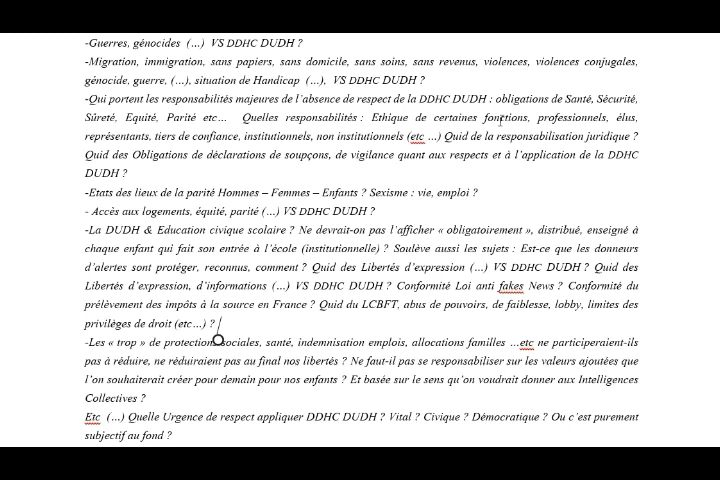 -Guerres, génocides (…) VS DDHC DUDH ?
-Migration, immigration, sans papiers, sans domicile, sans soins, sans revenus, violences, violences conjugales,
génocide, guerre, (…), situation de Handicap (…), VS DDHC DUDH ?
-Qui portent les responsabilités majeures de l’absence de respect de la DDHC DUDH : obligations de Santé, Sécurité,
Sûreté, Equité, Parité etc… Quelles responsabilités : Ethique de certaines fonctions, professionnels, élus,
représentants, tiers de confiance, institutionnels, non institutionnels (etc …) Quid de la responsabilisation juridique ?
Quid des Obligations de déclarations de soupçons, de vigilance quant aux respects et à l’application de la DDHC
DUDH ?
-Etats des lieux de la parité Hommes – Femmes – Enfants ? Sexisme : vie, emploi ?
- Accès aux logements, équité, parité (…) VS DDHC DUDH ?
-La DUDH & Education civique scolaire ? Ne devrait-on pas l’afficher « obligatoirement », distribué, enseigné à
chaque enfant qui fait son entrée à l’école (institutionnelle) ? Soulève aussi les sujets : Est-ce que les donneurs
d’alertes sont protéger, reconnus, comment ? Quid des Libertés d’expression (…) VS DDHC DUDH ? Quid des
Libertés d’expression, d’informations (…) VS DDHC DUDH ? Conformité Loi anti fakes News ? Conformité du
prélèvement des impôts à la source en France ? Quid du LCBFT, abus de pouvoirs, de faiblesse, lobby, limites des
privilèges de droit (etc…) ?
-Les « trop » de protection sociales, santé, indemnisation emplois, allocations familles …etc ne participeraient-ils
pas à réduire, ne réduiraient pas au final nos libertés ? Ne faut-il pas se responsabiliser sur les valeurs ajoutées que
l’on souhaiterait créer pour demain pour nos enfants ? Et basée sur le sens qu’on voudrait donner aux Intelligences
Collectives ?
Etc (…) Quelle Urgence de respect appliquer DDHC DUDH ? Vital ? Civique ? Démocratique ? Ou c’est purement
subjectif au fond ?